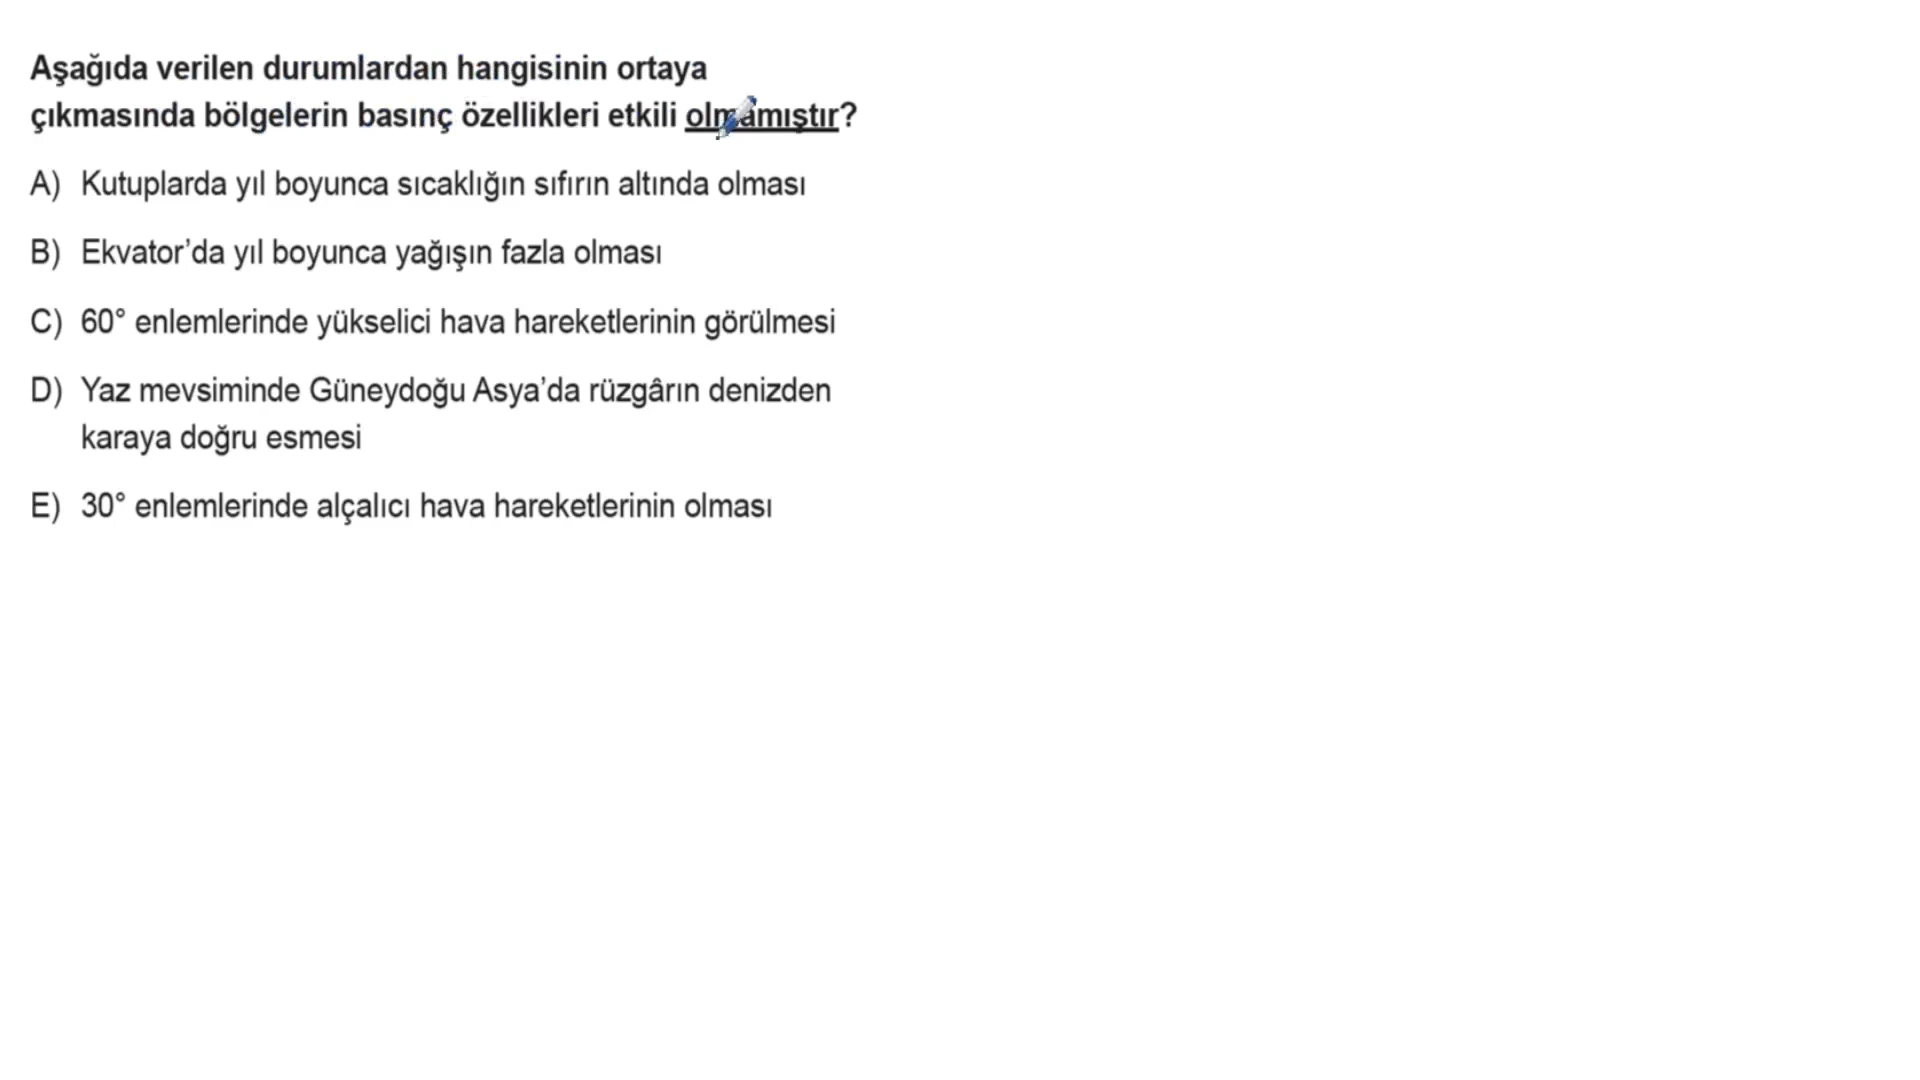 Aşağıda verilen durumlardan hangisinin ortaya
çıkmasında bölgelerin basınç özellikleri etkili olmamıştır?
A) Kutuplarda yıl boyunca sıcaklığın sıfırın altında olması
B) Ekvator’da yıl boyunca yağışın fazla olması
C) 60° enlemlerinde yükselici hava hareketlerinin görülmesi
D) Yaz mevsiminde Güneydoğu Asya’da rüzgârın denizden
karaya doğru esmesi
E) 30° enlemlerinde alçalıcı hava hareketlerinin olması